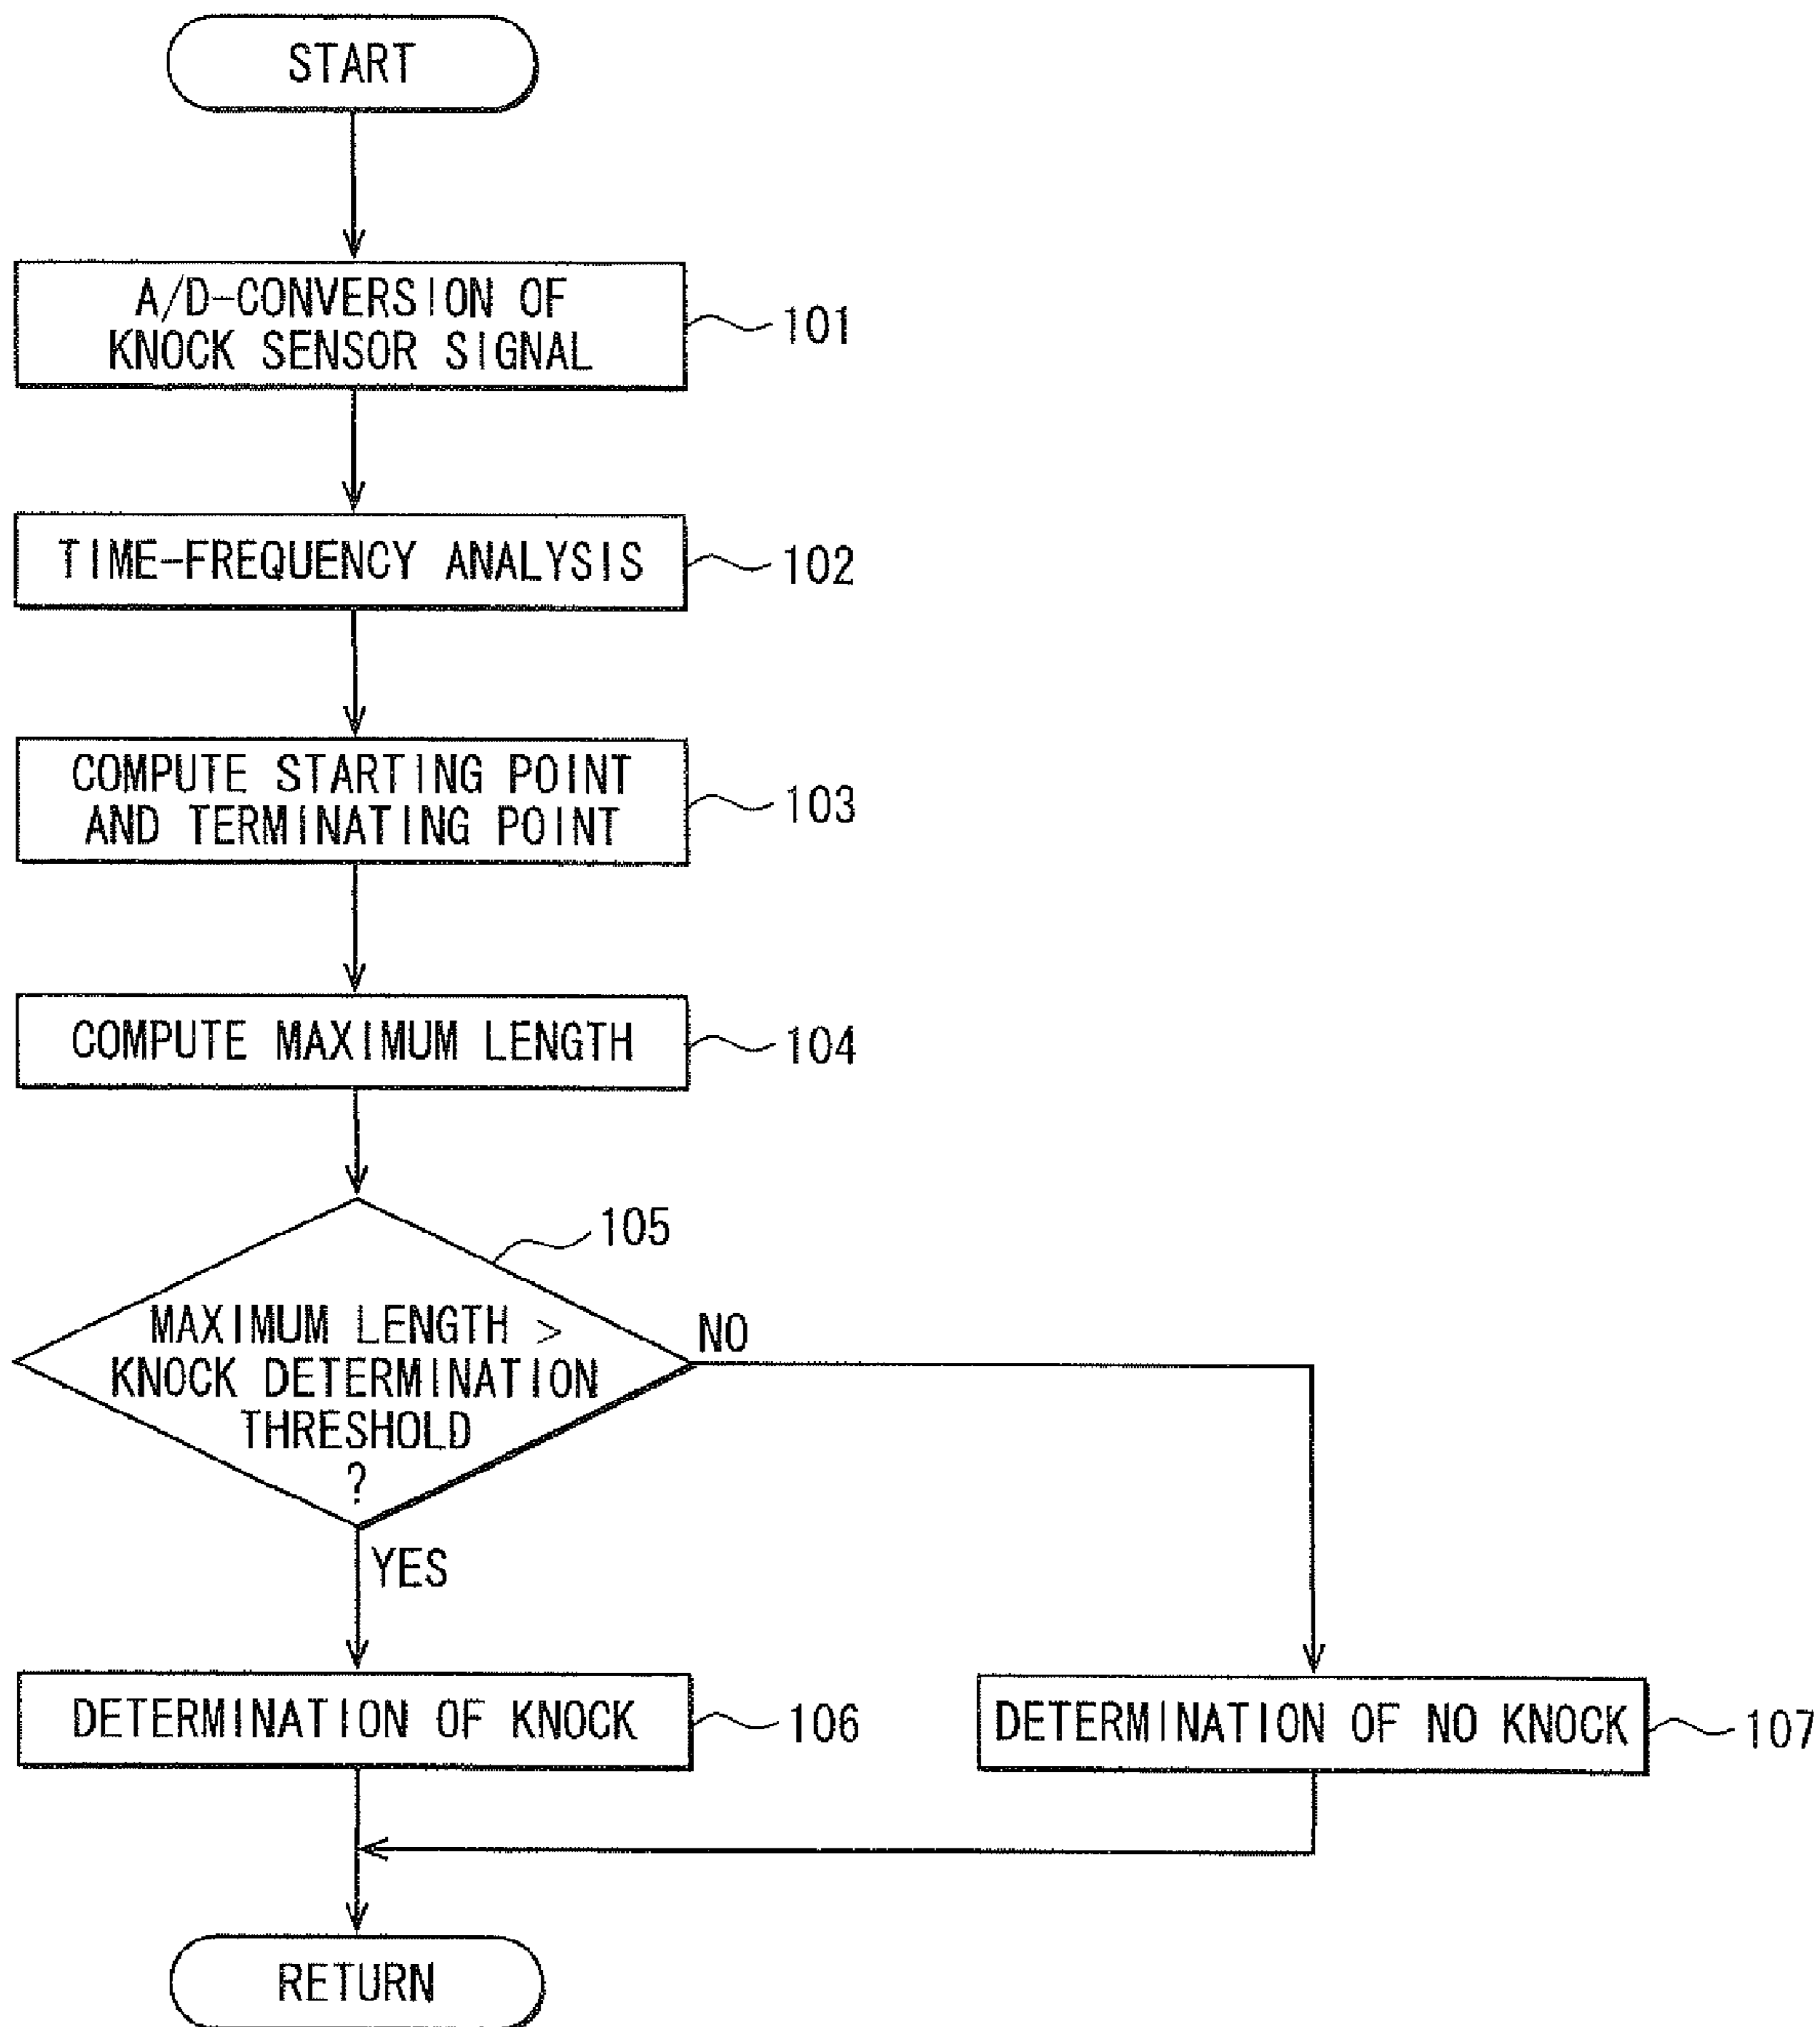 START
A/D-CONVERSION OF
KNOCK SENSOR SIGNAL
101
TIME-FREQUENCY ANALYSIS
102
COMPUTE STARTING POINT
AND TERMINATING POINT
103
COMPUTE MAXIMUM LENGTH
104
105
MAXIMUM LENGTH >
KNOCK DETERMINATION
THRESHOLD
?
NO
YES
DETERMINATION OF KNOCK
106
DETERMINATION OF NO KNOCK
107
RETURN